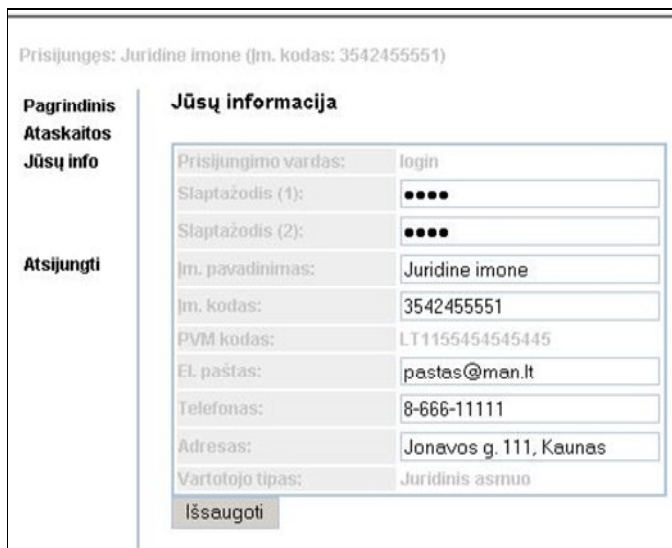 Prisijungęs: Juridine imone (Įm. kodas: 3542455551)
Pagrindinis
Ataskaitos
Jūsų info
Atsijungti
Jūsų informacija
Prisijungimo vardas: login
Slaptažodis (1): ••••
Slaptažodis (2): ••••
Įm. pavadinimas: Juridine imone
Įm. kodas: 3542455551
PVM kodas: LT1155454545445
El. paštas: pastas@man.lt
Telefonas: 8-666-11111
Adresas: Jonavos g. 111, Kaunas
Vartotojo tipas: Juridinis asmuo
Išsaugoti